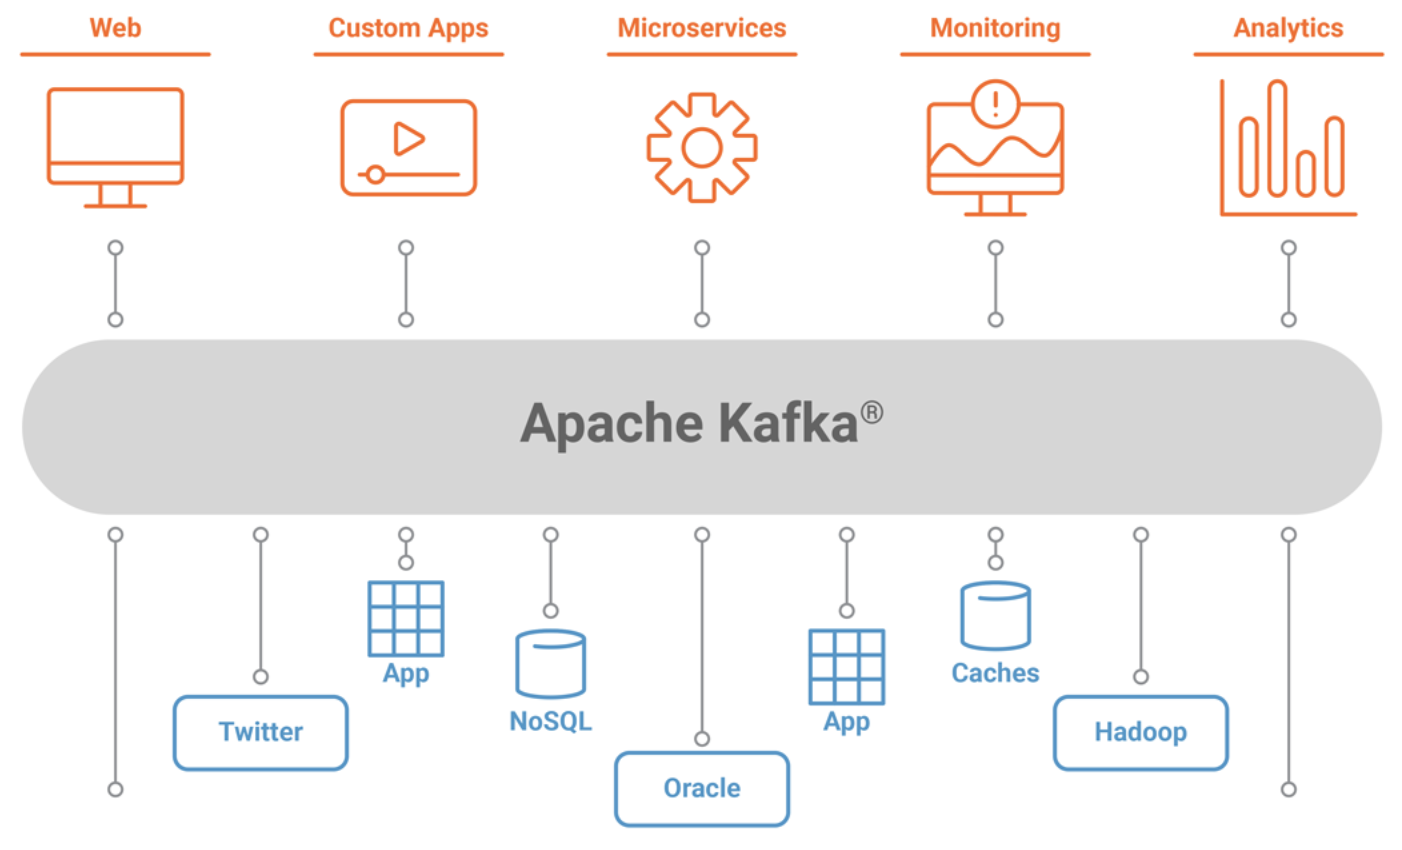 Web
Custom Apps
Microservices
Monitoring
Analytics
!
Apache Kafka®
App
Caches
NoSQL
App
Twitter
Hadoop
Oracle